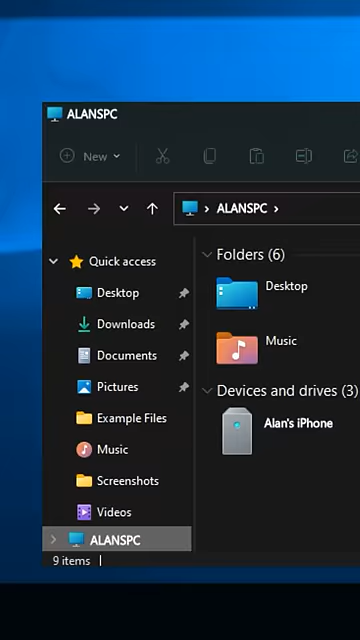 ALANSPC
New
ALANSPC
Quick access
Desktop
Downloads
Documents
Pictures
Example Files
Music
Screenshots
Videos
ALANSPC
Folders (6)
Desktop
Music
Devices and drives (3)
Alan's iPhone
9 items